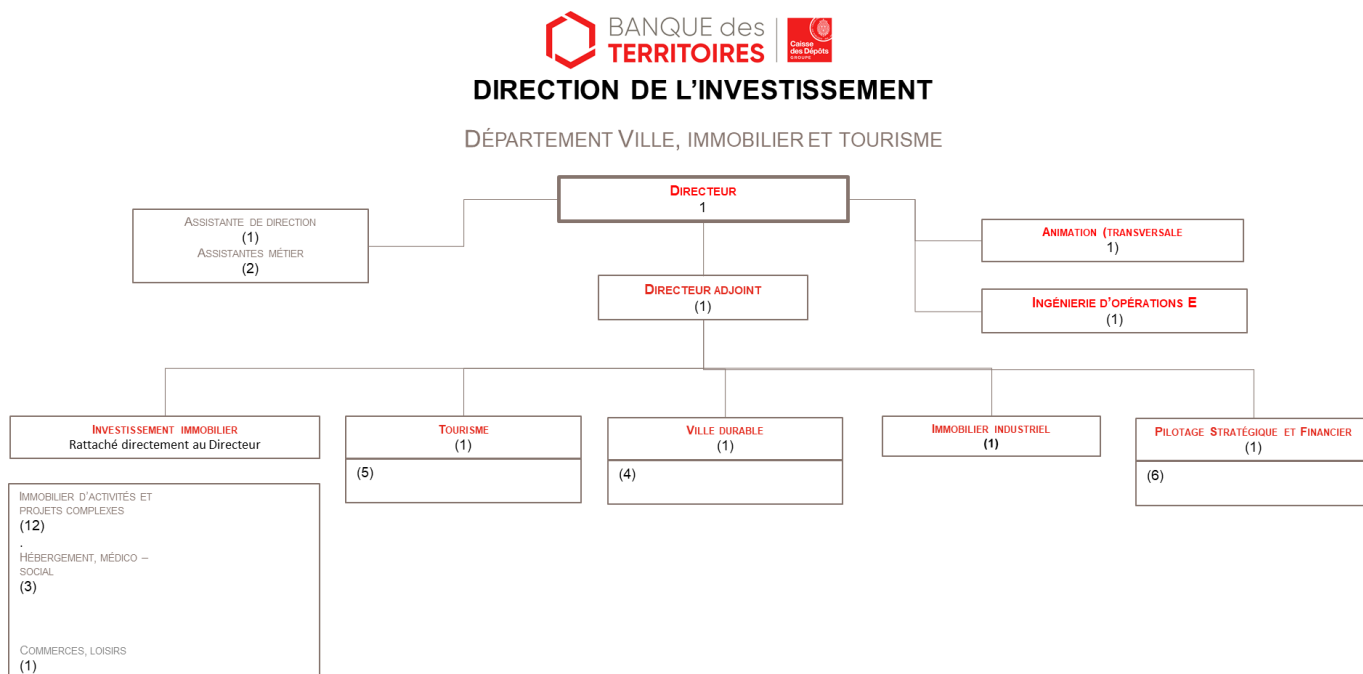 BANQUE des
TERRITOIRES
Caisse
des Dépôts
GROUPE
DIRECTION DE L’INVESTISSEMENT
DÉPARTEMENT VILLE, IMMOBILIER ET TOURISME
DIRECTEUR
1
ASSISTANTE DE DIRECTION
(1)
ASSISTANTES MÉTIER
(2)
ANIMATION (TRANSVERSALE
1)
DIRECTEUR ADJOINT
(1)
INGÉNIERIE D’OPÉRATIONS E
(1)
INVESTISSEMENT IMMOBILIER
Rattaché directement au Directeur
TOURISME
(1)
(5)
VILLE DURABLE
(1)
(4)
IMMOBILIER INDUSTRIEL
(1)
PILOTAGE STRATÉGIQUE ET FINANCIER
(1)
(6)
IMMOBILIER D’ACTIVITÉS ET
PROJETS COMPLEXES
(12)
.
HÉBERGEMENT, MÉDICO –
SOCIAL
(3)
COMMERCES, LOISIRS
(1)